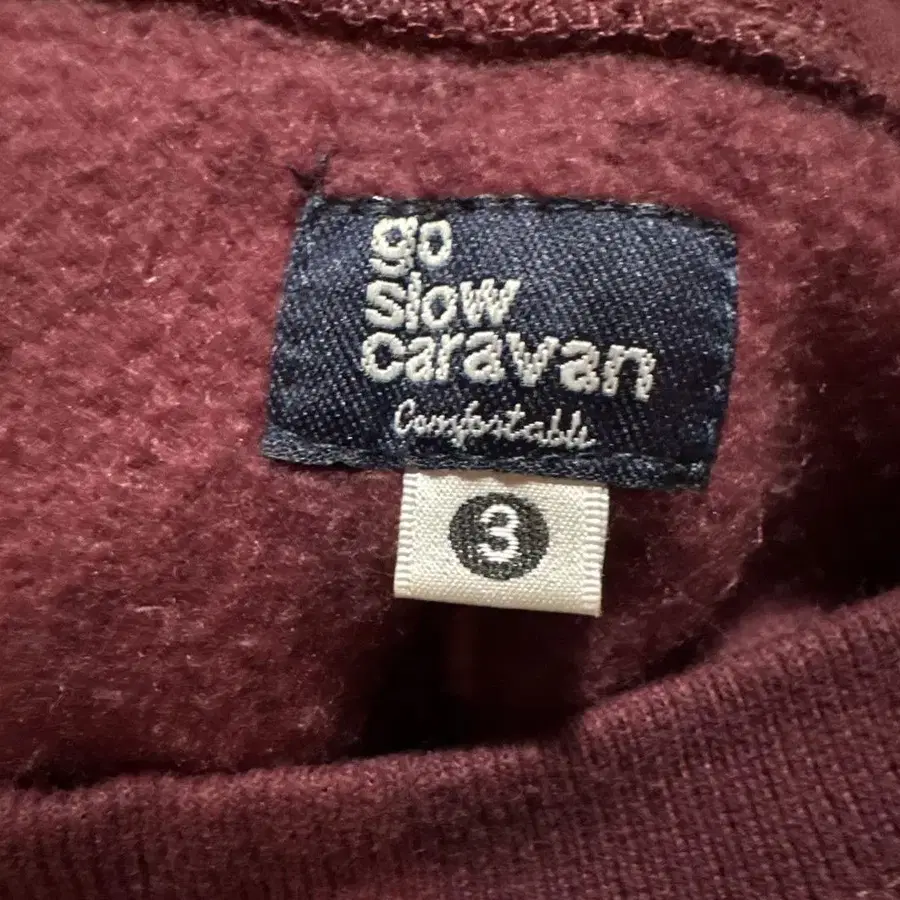 go
slow
caravan
Comfortable
3